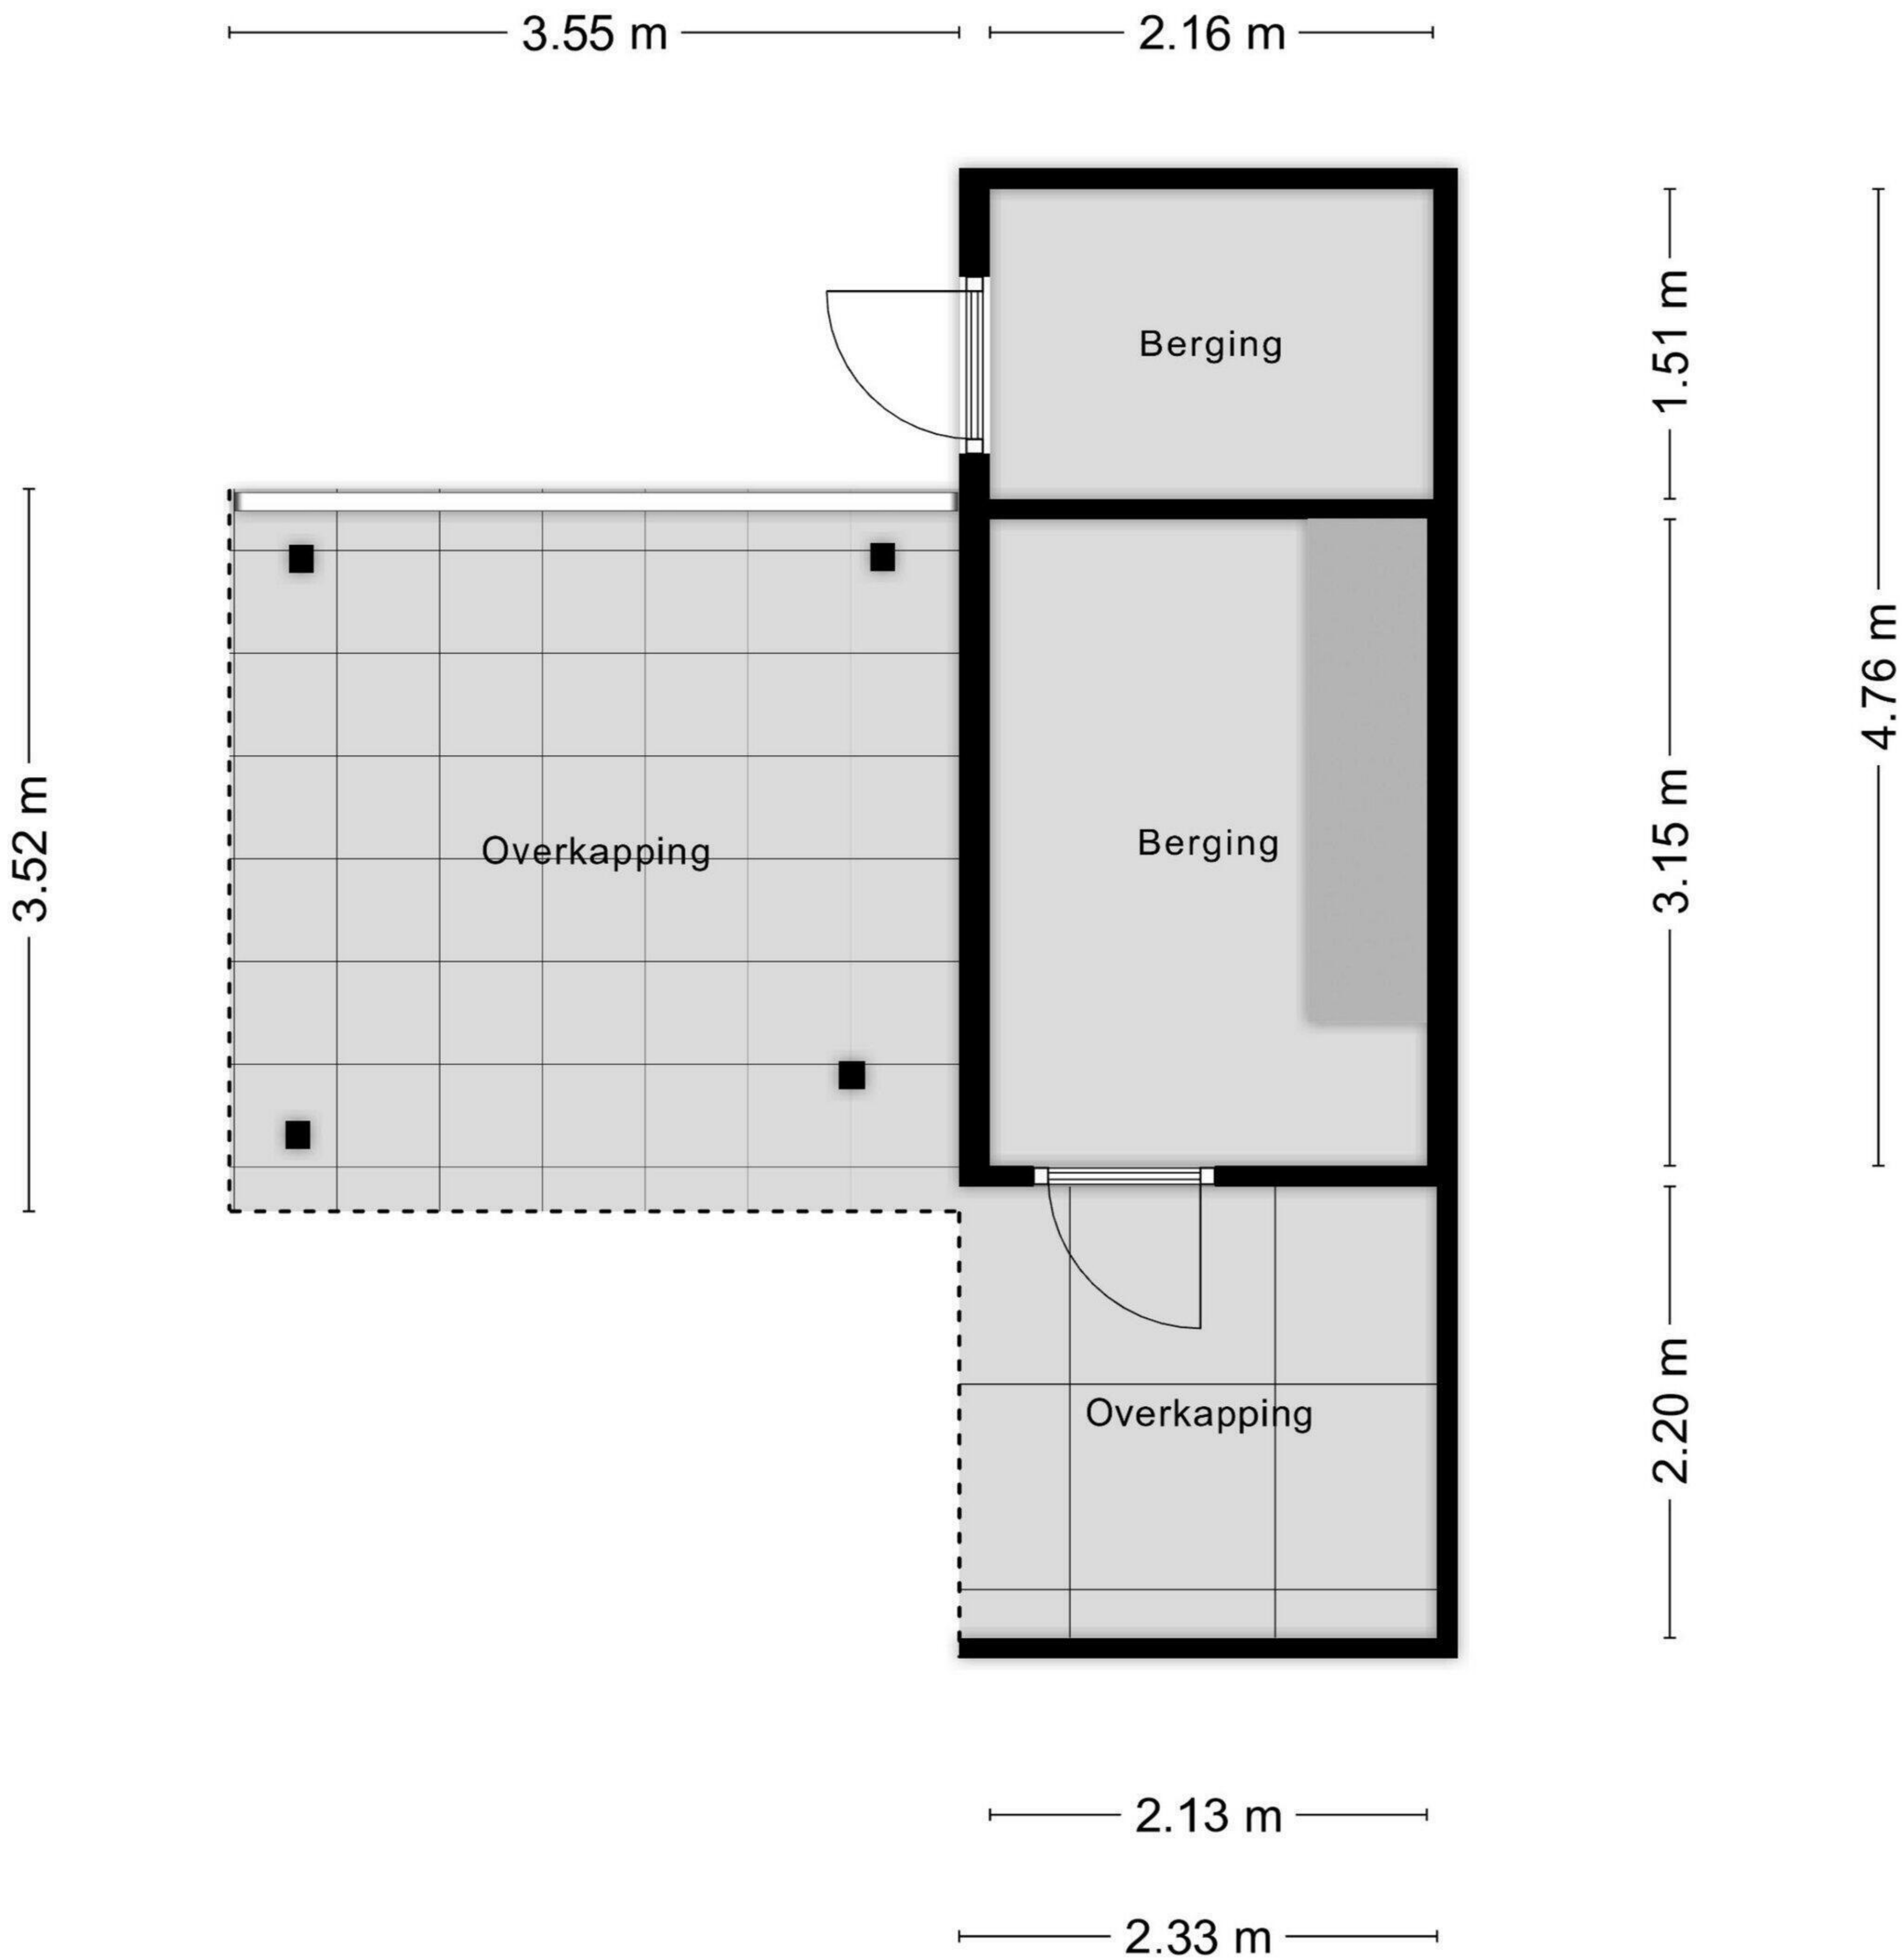 3.55 m
2.16 m
Berging
1.51 m
4.76 m
3.52 m
Overkapping
Berging
3.15 m
Overkapping
2.20 m
2.13 m
2.33 m